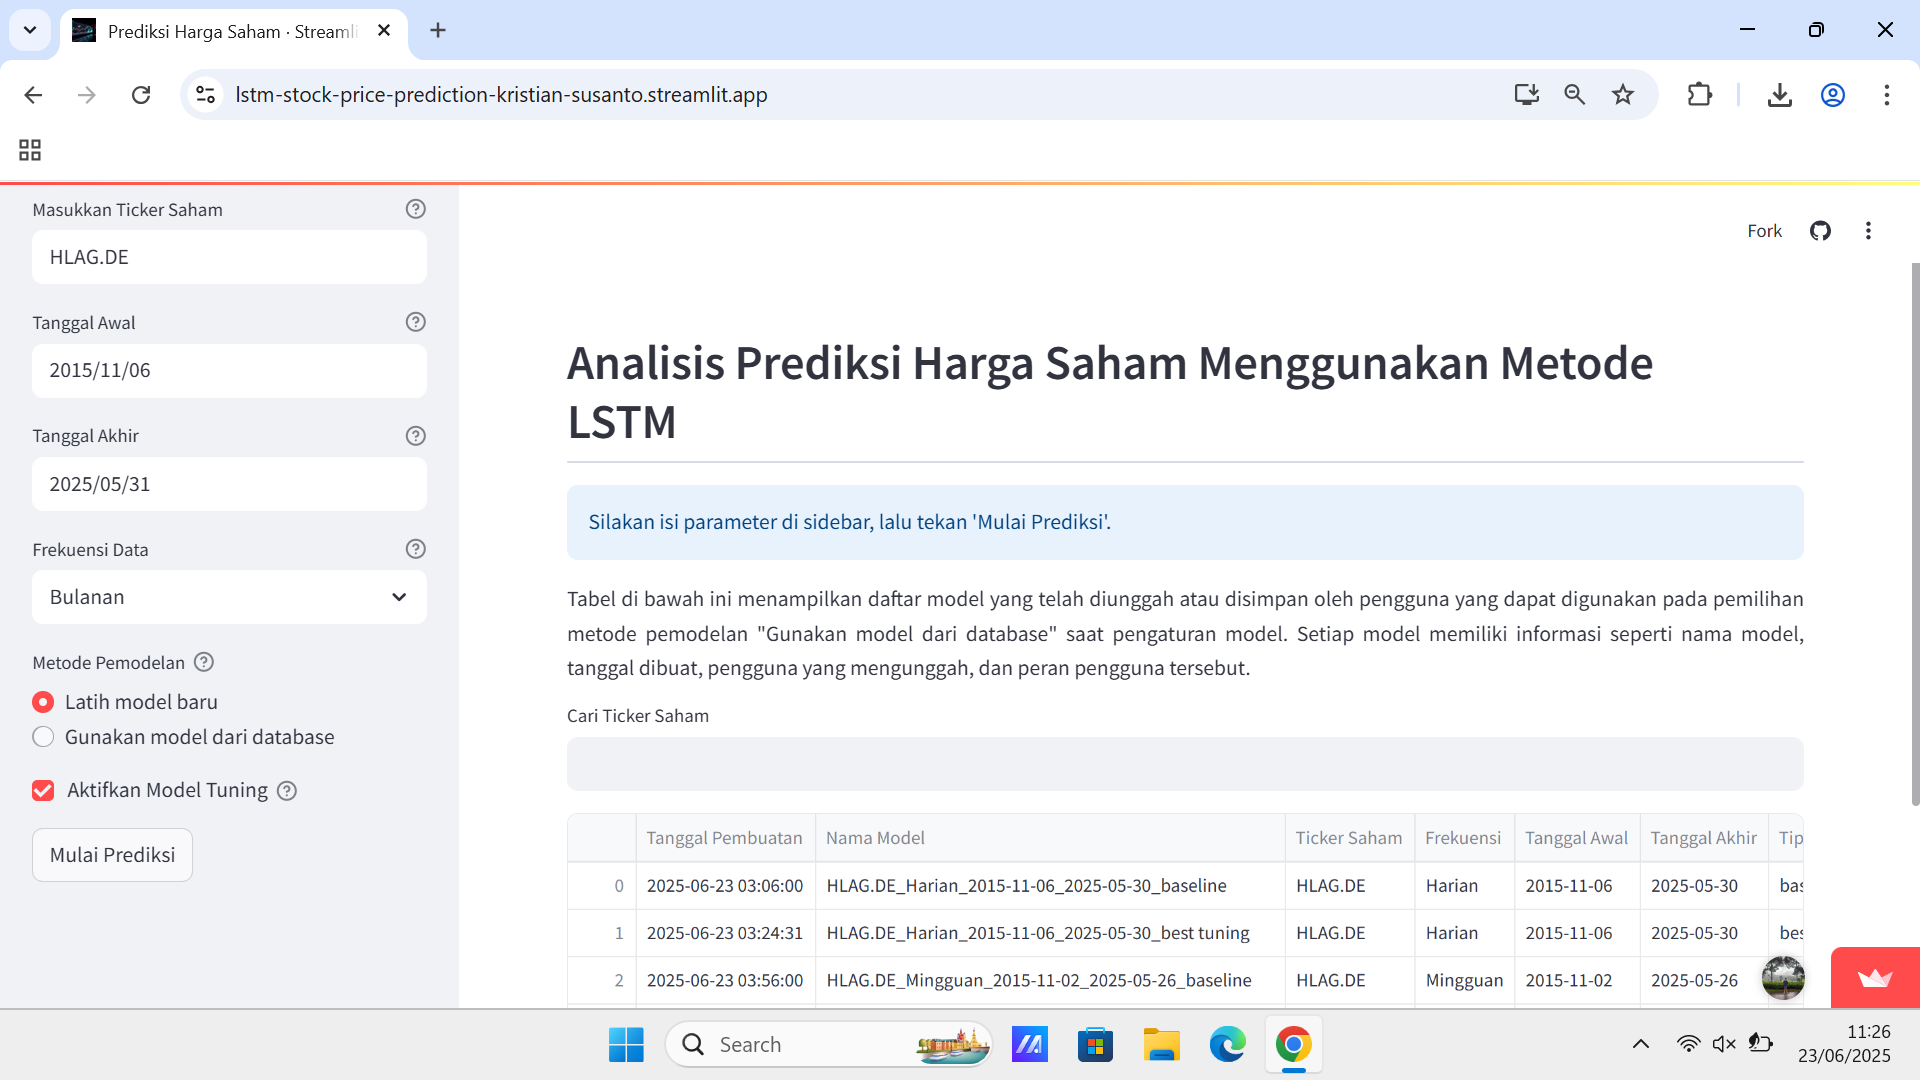 Prediksi Harga Saham · Streamli
lstm-stock-price-prediction-kristian-susanto.streamlit.app
Masukkan Ticker Saham
HLAG.DE
Tanggal Awal
2015/11/06
Tanggal Akhir
2025/05/31
Frekuensi Data
Bulanan
Metode Pemodelan
Latih model baru
Gunakan model dari database
Aktifkan Model Tuning
Mulai Prediksi
Fork
Analisis Prediksi Harga Saham Menggunakan Metode
LSTM
Silakan isi parameter di sidebar, lalu tekan 'Mulai Prediksi'.
Tabel di bawah ini menampilkan daftar model yang telah diunggah atau disimpan oleh pengguna yang dapat digunakan pada pemilihan
metode pemodelan "Gunakan model dari database" saat pengaturan model. Setiap model memiliki informasi seperti nama model,
tanggal dibuat, pengguna yang mengunggah, dan peran pengguna tersebut.
Cari Ticker Saham
Tanggal Pembuatan Nama Model Ticker Saham Frekuensi Tanggal Awal Tanggal Akhir Tip
0 2025-06-23 03:06:00 HLAG.DE_Harian_2015-11-06_2025-05-30_baseline HLAG.DE Harian 2015-11-06 2025-05-30 bas
1 2025-06-23 03:24:31 HLAG.DE_Harian_2015-11-06_2025-05-30_best tuning HLAG.DE Harian 2015-11-06 2025-05-30 bes
2 2025-06-23 03:56:00 HLAG.DE_Mingguan_2015-11-02_2025-05-26_baseline HLAG.DE Mingguan 2015-11-02 2025-05-26
Search
11:26
23/06/2025